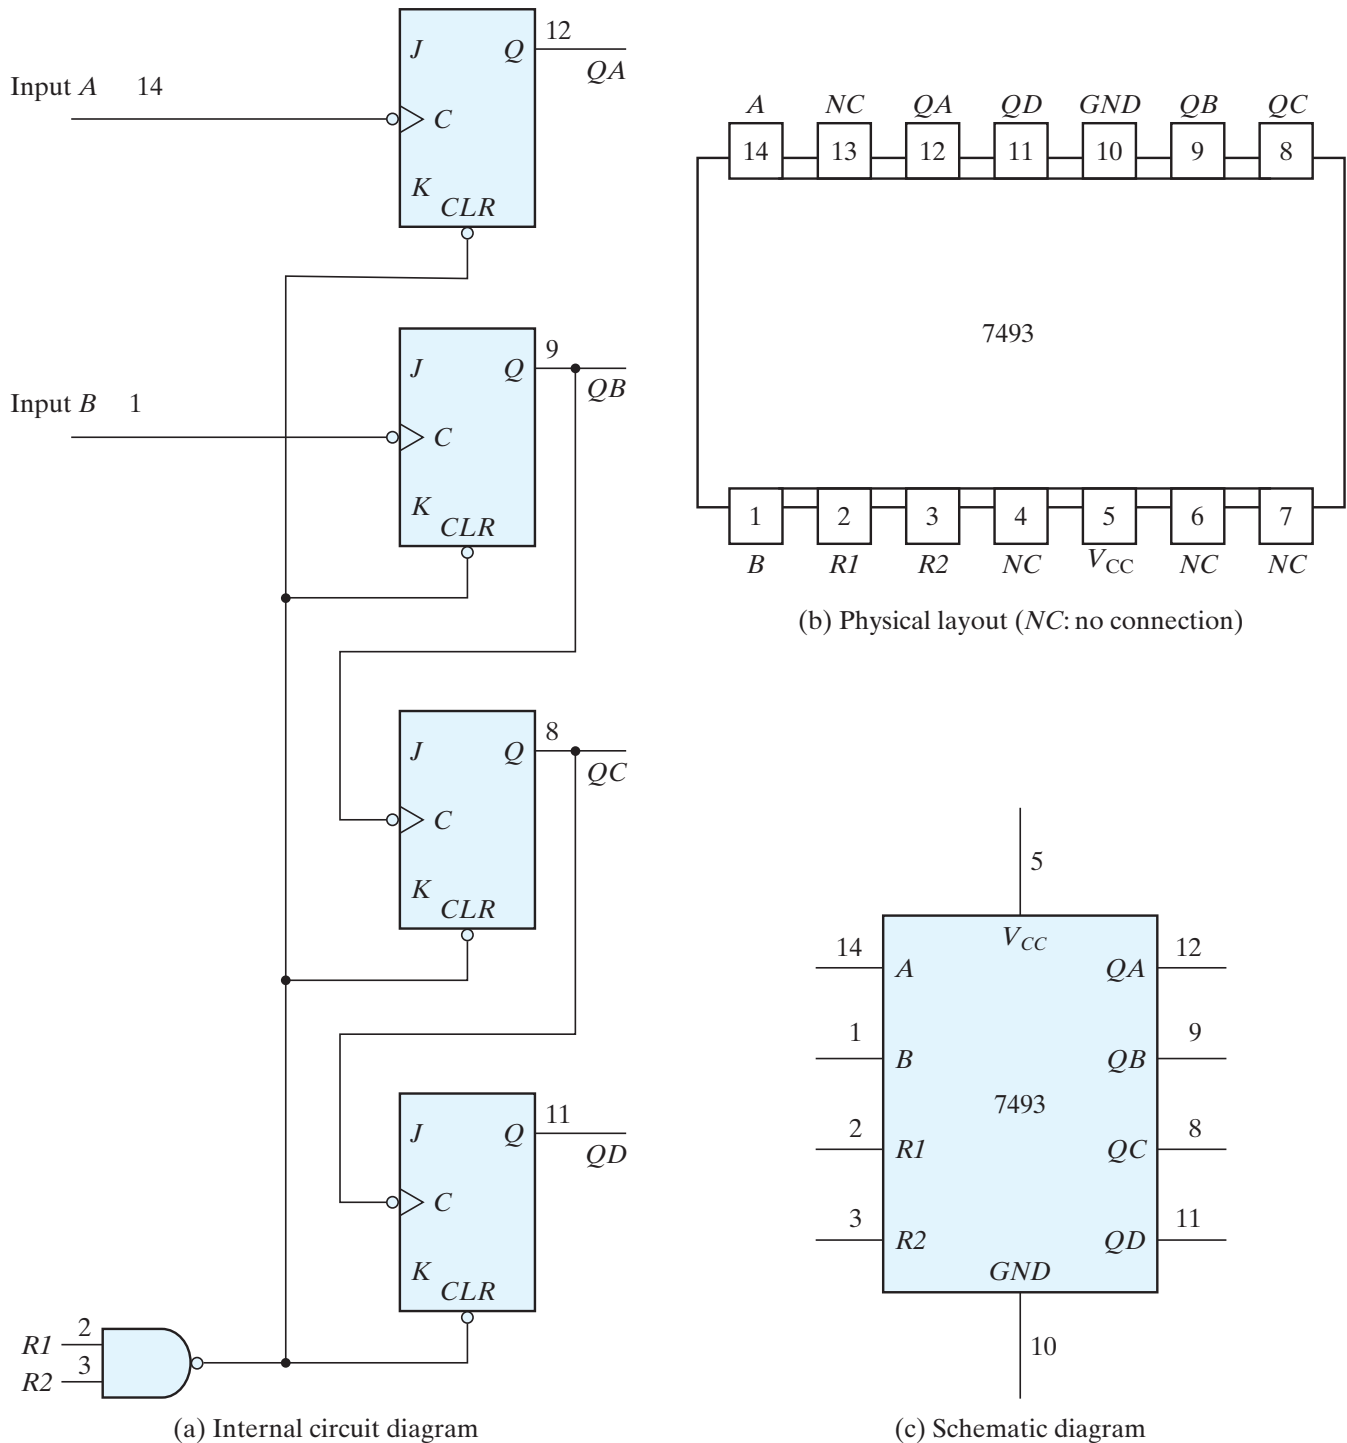 J Q 12
QA
Input A 14
C
K
CLR
J Q 9
QB
Input B 1
C
K
CLR
J Q 8
QC
C
K
CLR
J Q 11
QD
C
K
CLR
R1 2
R2 3
(a) Internal circuit diagram
A NC QA QD GND QB QC
14 13 12 11 10 9 8
7493
1 2 3 4 5 6 7
B R1 R2 NC VCC NC NC
(b) Physical layout (NC: no connection)
5
VCC
14 A QA 12
1 B QB 9
7493
2 R1 QC 8
3 R2 QD 11
GND
10
(c) Schematic diagram